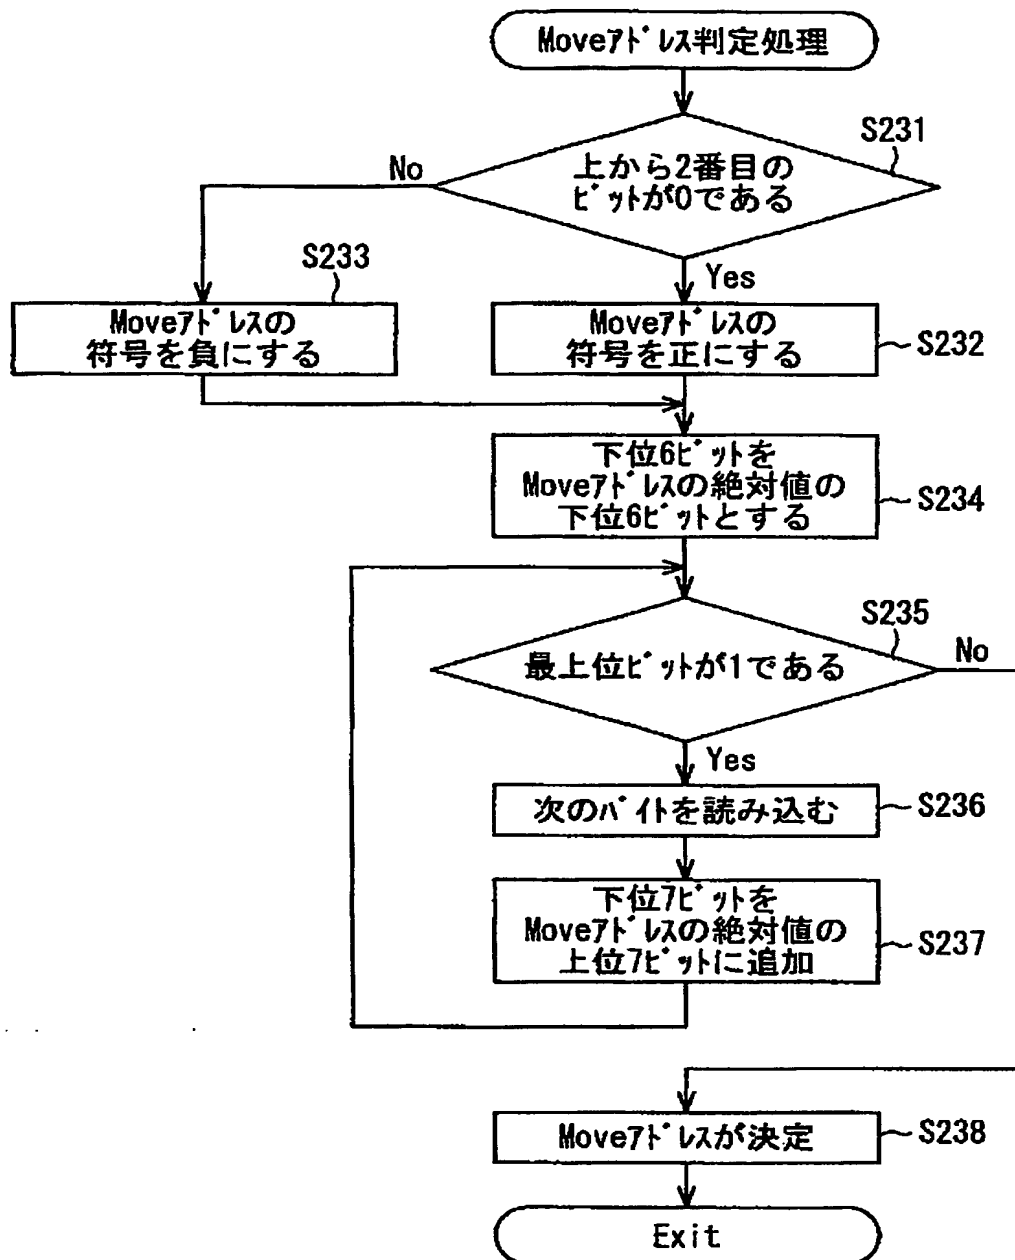 Moveｱﾄﾞﾚｽ判定処理
S231
上から2番目の
ﾋﾞｯﾄが0である
No
Yes
S233
Moveｱﾄﾞﾚｽの
符号を負にする
Moveｱﾄﾞﾚｽの
符号を正にする
S232
下位6ﾋﾞｯﾄを
Moveｱﾄﾞﾚｽの絶対値の
下位6ﾋﾞｯﾄとする
S234
S235
最上位ﾋﾞｯﾄが1である
No
Yes
次のﾊﾞｲﾄを読み込む
S236
下位7ﾋﾞｯﾄを
Moveｱﾄﾞﾚｽの絶対値の
上位7ﾋﾞｯﾄに追加
S237
Moveｱﾄﾞﾚｽが決定
S238
Exit